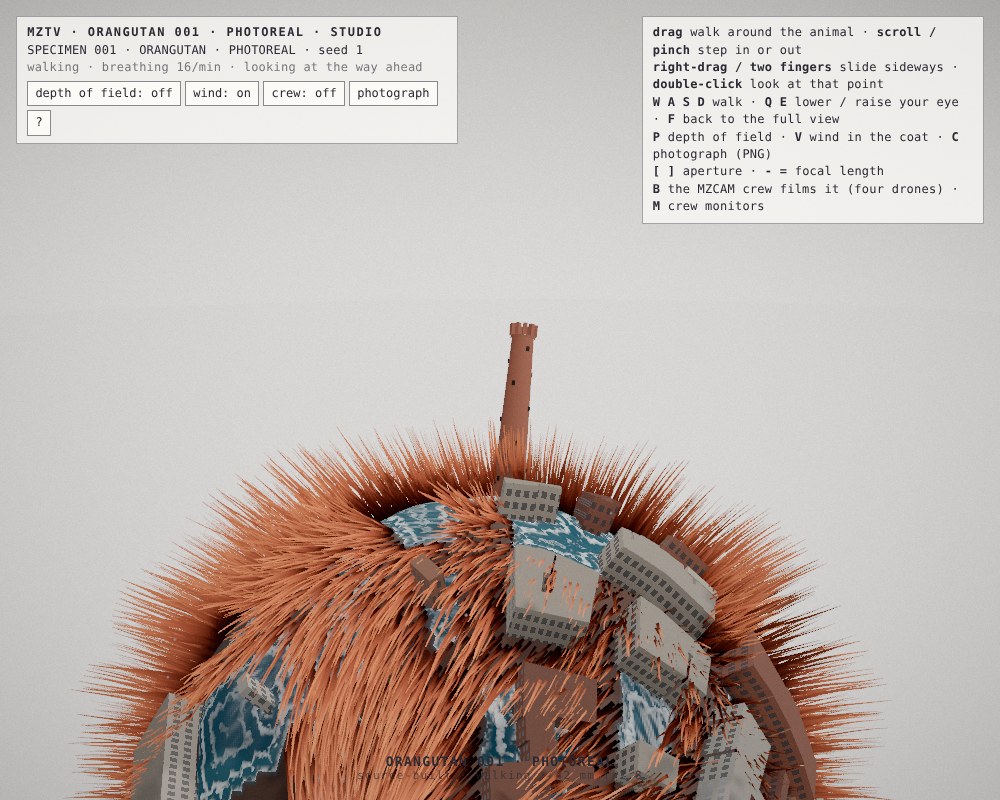 MZTV · ORANGUTAN 001 · PHOTOREAL · STUDIO
SPECIMEN 001 · ORANGUTAN · PHOTOREAL · seed 1
walking · breathing 16/min · looking at the way ahead
depth of field: off wind: on crew: off photograph
?
drag walk around the animal · scroll /
pinch step in or out
right-drag / two fingers slide sideways ·
double-click look at that point
W A S D walk · Q E lower / raise your eye
· F back to the full view
P depth of field · V wind in the coat · C
photograph (PNG)
[ ] aperture · - = focal length
B the MZCAM crew films it (four drones) ·
M crew monitors
ORANGUTAN 001